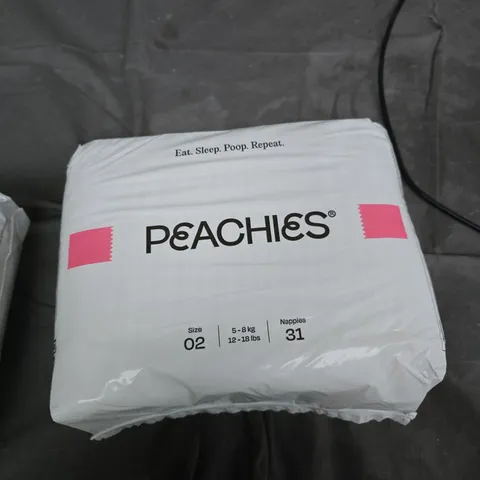 Eat. Sleep. Poop. Repeat.
PEACHIES®
Size
02
5 - 8 kg
12 - 18 lbs
Nappies
31